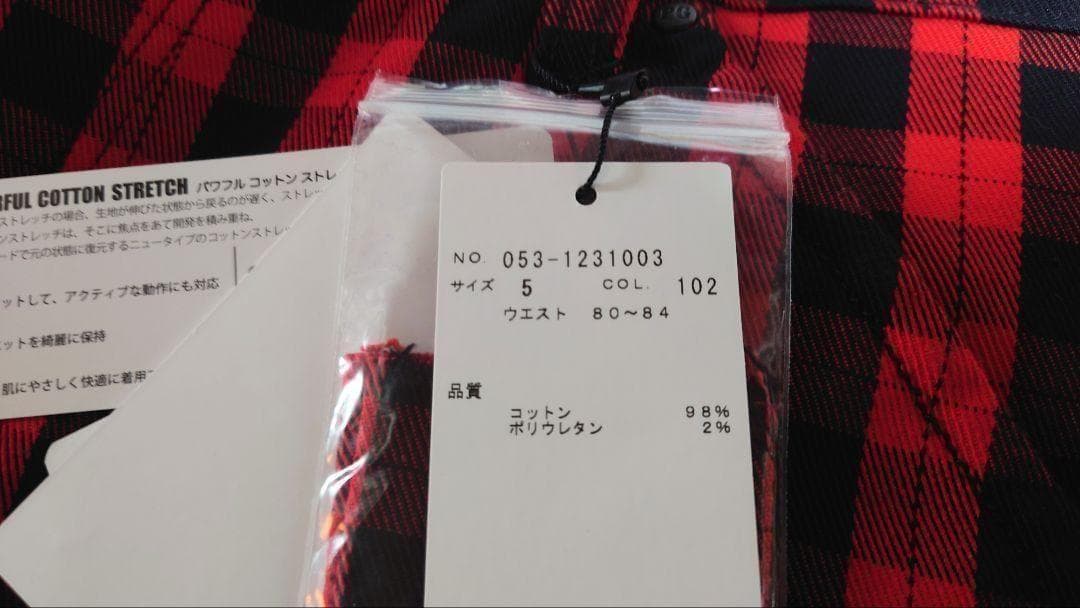 RFUL COTTON STRETCH パワフル コットン ストレ
ストレッチの場合、生地が伸びた状態から戻るのが遅く、ストレッ
ンストレッチは、そこに焦点をあて開発を積み重ね、
ードで元の状態に復元するニュータイプのコットンストレ
ットして、アクティブな動作にも対応
ットを綺麗に保持
肌にやさしく快適に着用
NO. 053-1231003
サイズ 5 COL. 102
ウエスト 80～84
品質
コットン 98%
ポリウレタン 2%